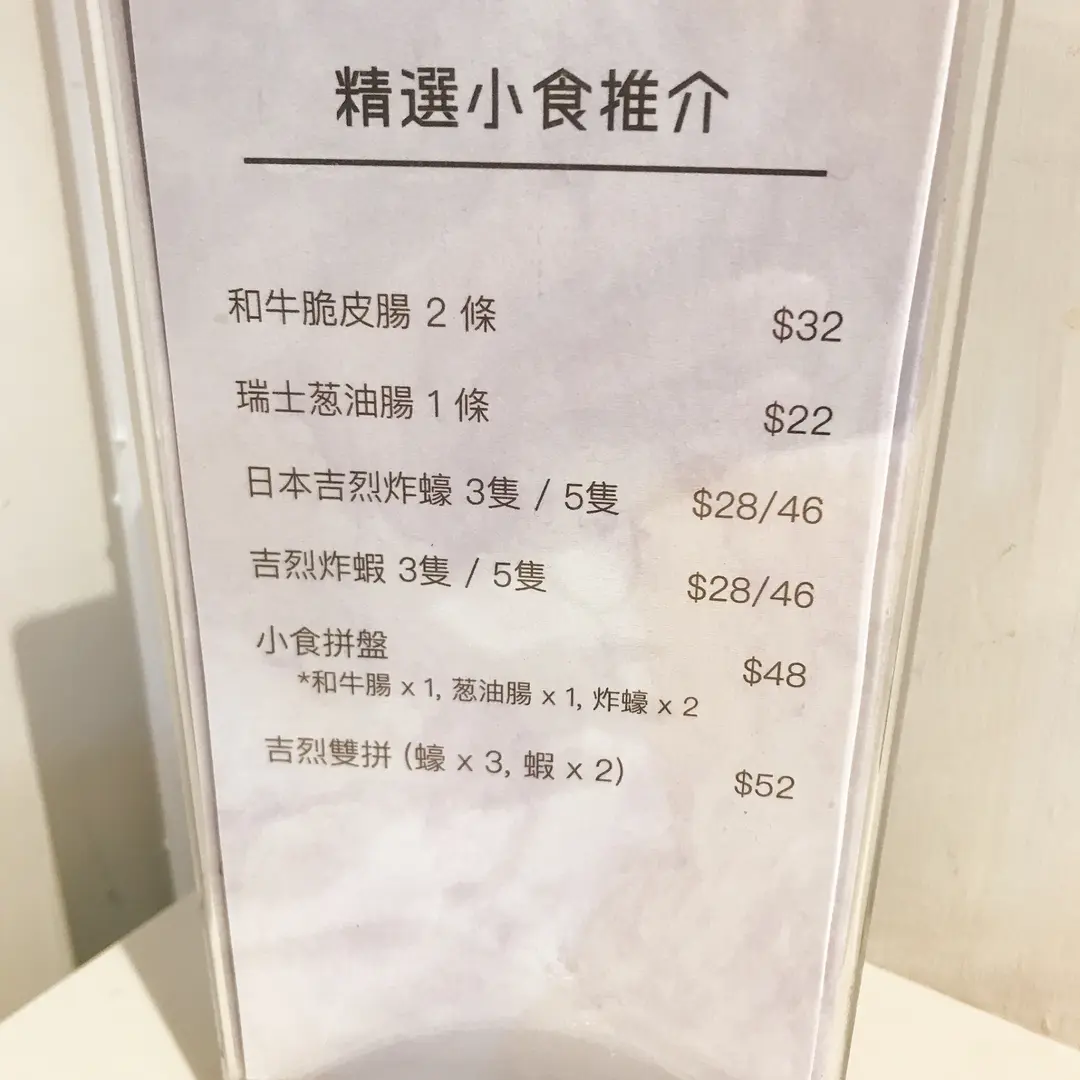 精選小食推介
和牛脆皮腸 2 條 $32
瑞士葱油腸 1 條 $22
日本吉烈炸蠔 3隻 / 5隻 $28/46
吉烈炸蝦 3隻 / 5隻 $28/46
小食拼盤 $48
*和牛腸 x 1, 葱油腸 x 1, 炸蠔 x 2
吉烈雙拼 (蠔 x 3, 蝦 x 2) $52